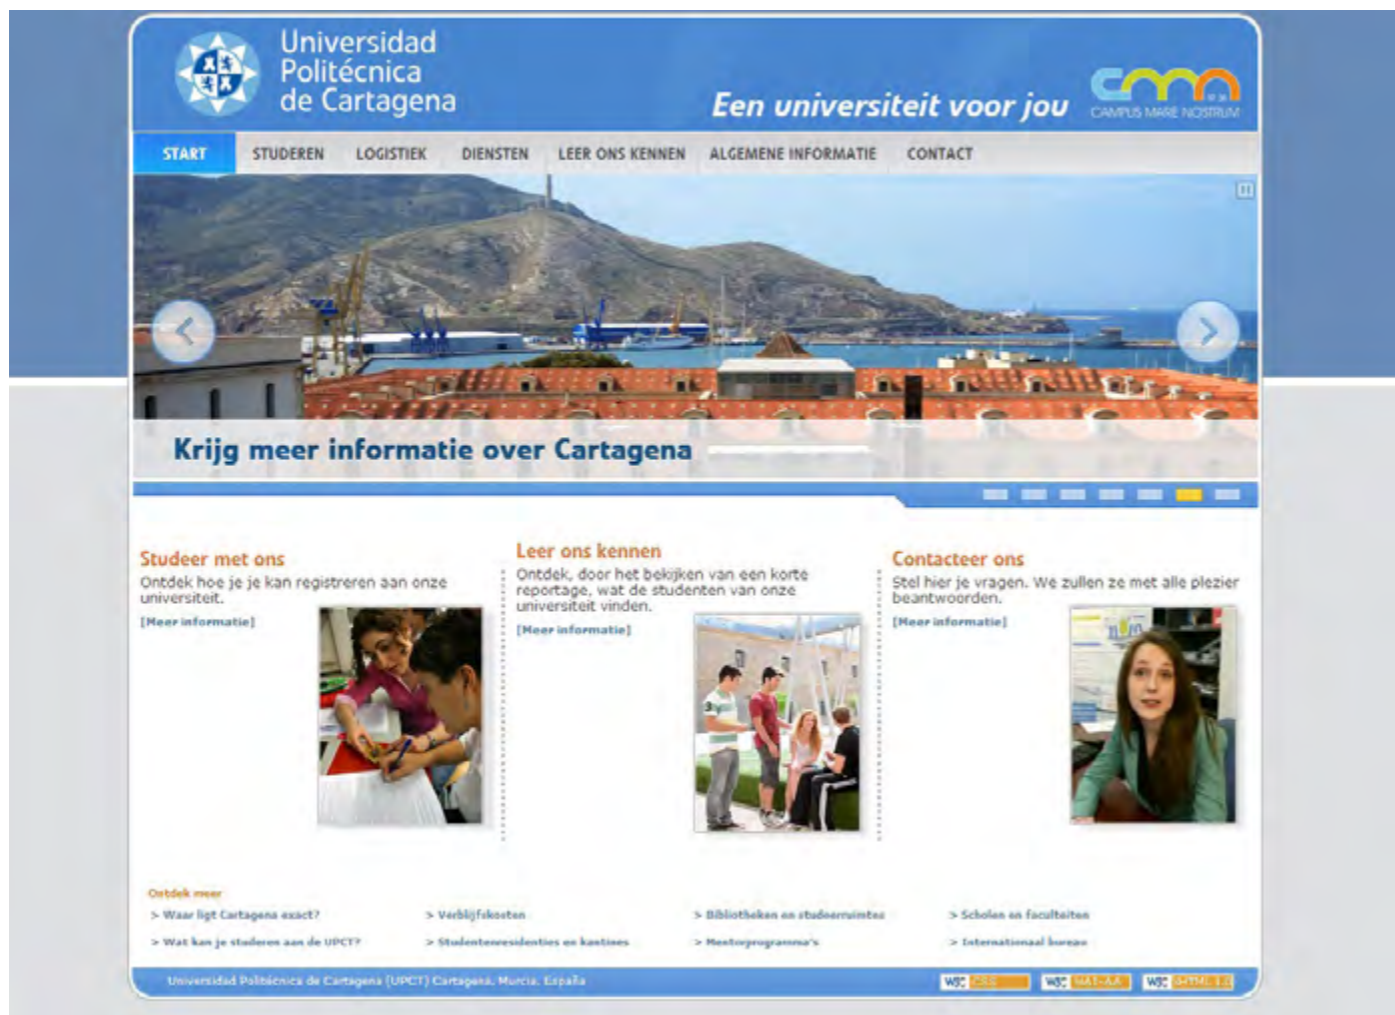 Universidad
Politécnica
de Cartagena
Een universiteit voor jou
CAMPUS MARE NOSTRUM
START STUDEREN LOGISTIEK DIENSTEN LEER ONS KENNEN ALGEMENE INFORMATIE CONTACT
Krijg meer informatie over Cartagena
Studeer met ons
Ontdek hoe je je kan registreren aan onze
universiteit.
[Meer informatie]
Leer ons kennen
Ontdek, door het bekijken van een korte
reportage, wat de studenten van onze
universiteit vinden.
[Meer informatie]
Contacteer ons
Stel hier je vragen. We zullen ze met alle plezier
beantwoorden.
[Meer informatie]
Ontdek meer
> Waar ligt Cartagena exact? > Verblijfskosten > Bibliotheken en studeerruimtes > Scholen en faculteiten
> Wat kan je studeren aan de UPCT? > Studentenresidenties en kantines > Mentorprogramma's > Internationaal bureau
Universidad Politécnica de Cartagena (UPCT) Cartagena, Murcia. España
W3C CSS W3C WAI-AA W3C XHTML 1.0